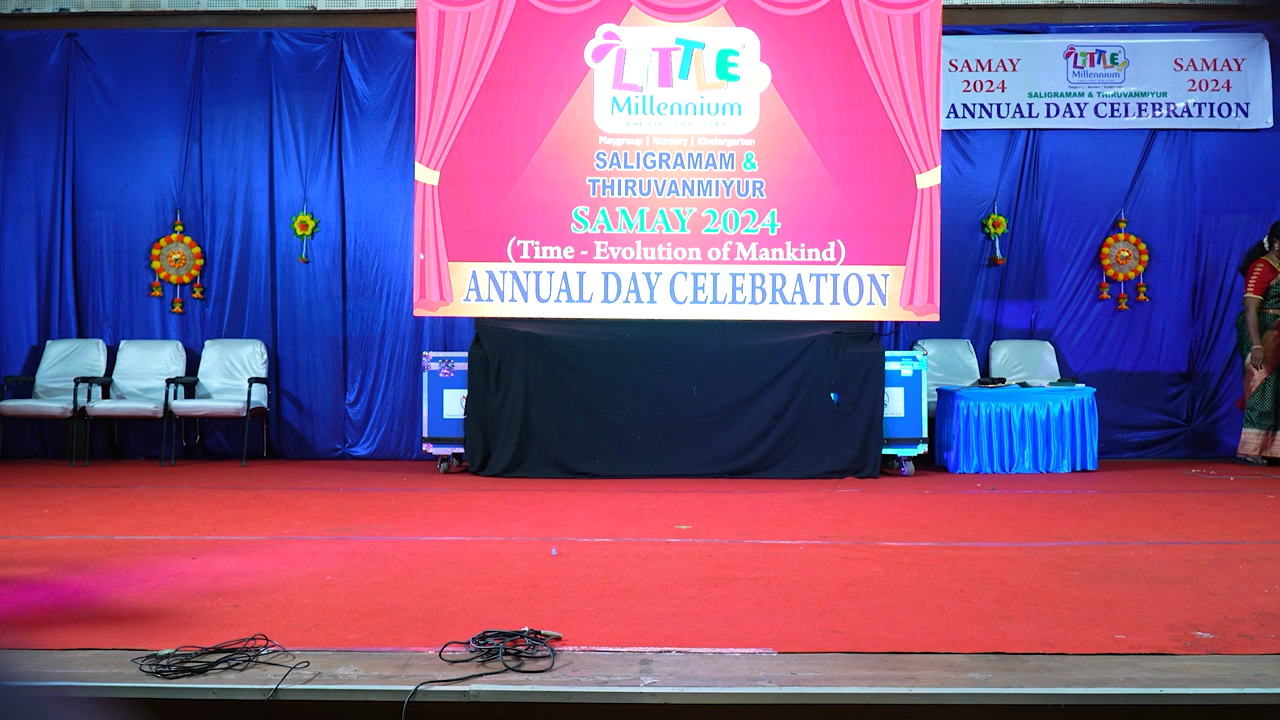 LITTLE
Millennium
Playgroup | Nursery | Kindergarten
SALIGRAMAM &
THIRUVANMIYUR
SAMAY 2024
(Time - Evolution of Mankind)
ANNUAL DAY CELEBRATION
SAMAY
2024
LITTLE
Millennium
SALIGRAMAM & THIRUVANMIYUR
SAMAY
2024
ANNUAL DAY CELEBRATION